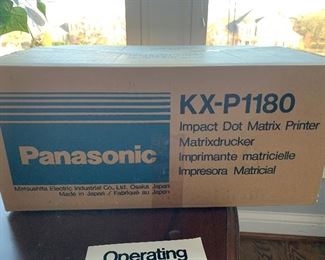 KX-P1180
Impact Dot Matrix Printer
Matrixdrucker
Imprimante matricielle
Impresora Matricial
Panasonic
Matsushita Electric Industrial Co., Ltd. Osaka Japan
Made in Japan / Fabriqué au Japon
Operating